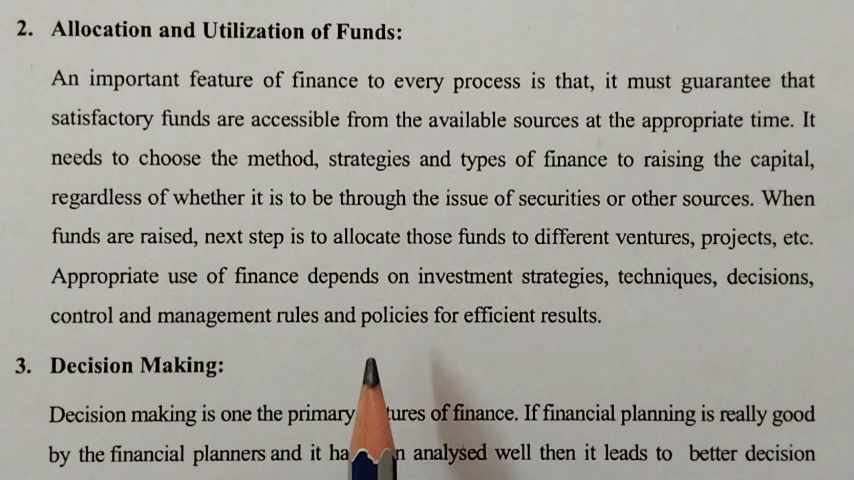 2. Allocation and Utilization of Funds:
An important feature of finance to every process is that, it must guarantee that
satisfactory funds are accessible from the available sources at the appropriate time. It
needs to choose the method, strategies and types of finance to raising the capital,
regardless of whether it is to be through the issue of securities or other sources. When
funds are raised, next step is to allocate those funds to different ventures, projects, etc.
Appropriate use of finance depends on investment strategies, techniques, decisions,
control and management rules and policies for efficient results.
3. Decision Making:
Decision making is one the primary of finance. If financial planning is really good
by the financial planners and it analysed well then it leads to better decision